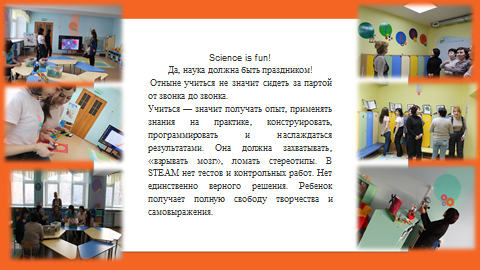 Science is fun!
Да, наука должна быть праздником!
Отныне учиться не значит сидеть за партой
от звонка до звонка.
Учиться — значит получать опыт, применять
знания на практике, конструировать,
программировать и наслаждаться
результатами. Она должна захватывать,
«взрывать мозг», ломать стереотипы. В
STEAM нет тестов и контрольных работ. Нет
единственно верного решения. Ребенок
получает полную свободу творчества и
самовыражения.